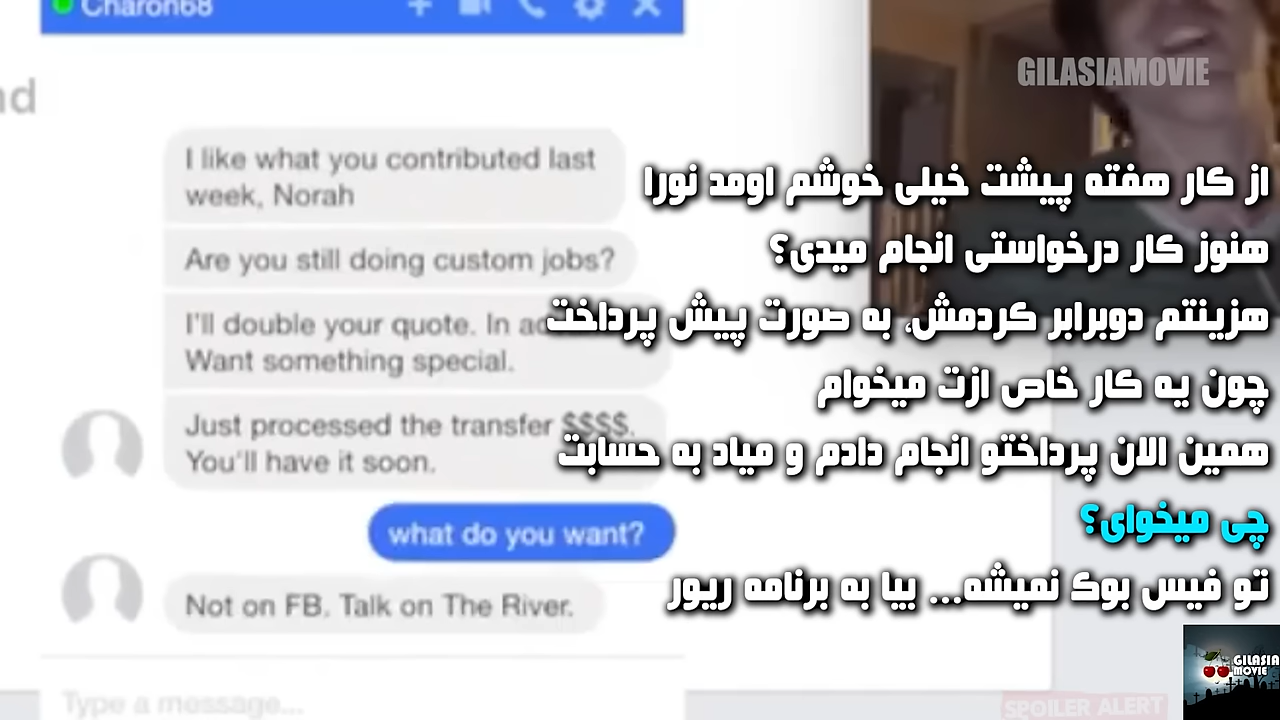 Charon68
nd
GILASIAMOVIE
I like what you contributed last
week, Norah
Are you still doing custom jobs?
I'll double your quote. In
Want something special.
Just processed the transfer $$$$.
You'll have it soon.
what do you want?
Not on FB. Talk on The River.
Type a message...
از کار هفته پیشت خیلی خوشم اومد نورا
هنوز کار درخواستی انجام میدی؟
هزینتم دوبرابر کردمش، به صورت پیش پرداخت
چون یه کار خاص ازت میخوام
همین الان پرداختتو انجام دادم و میاد به حسابت
چی میخوای؟
تو فیس بوک نمیشه... بیا به برنامه ریور
GILASIA
MOVIE
SPOILER ALERT